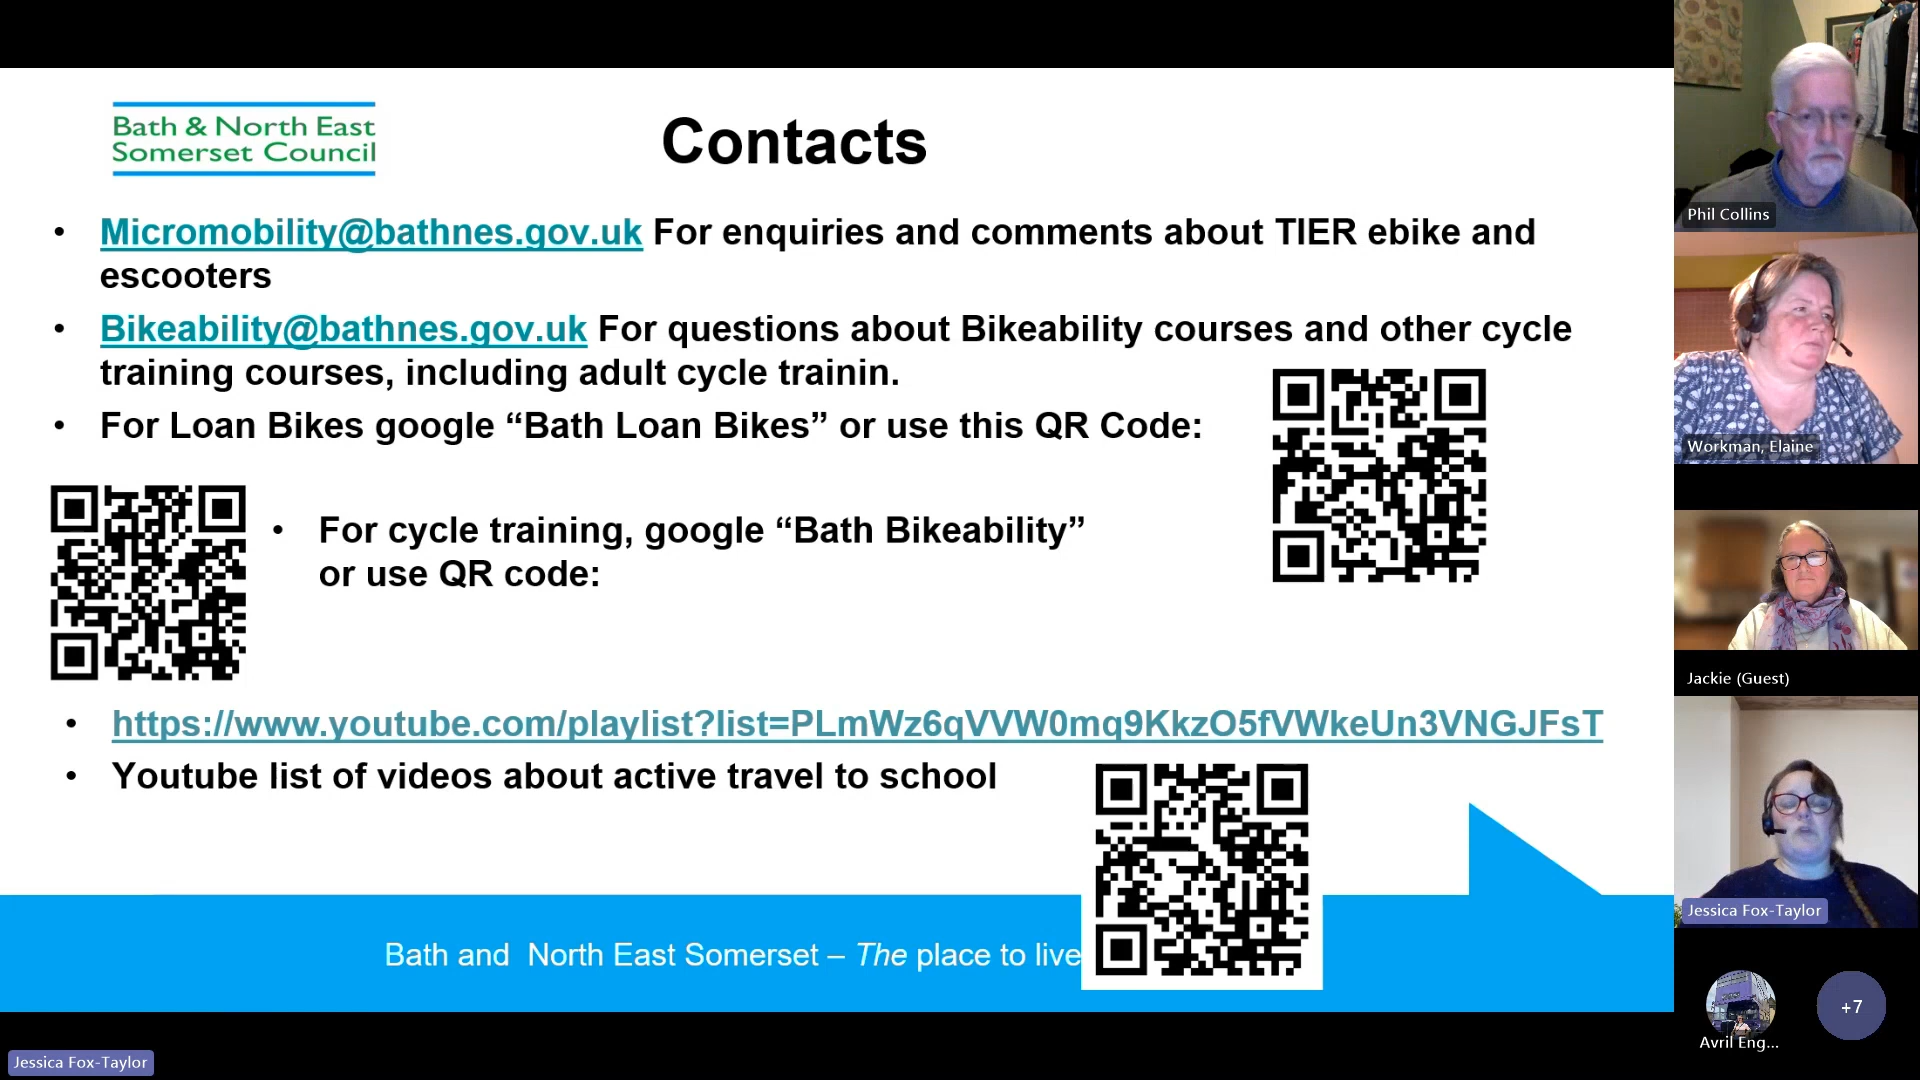 Bath & North East
Somerset Council
Contacts
• Micromobility@bathnes.gov.uk For enquiries and comments about TIER ebike and
escooters
• Bikeability@bathnes.gov.uk For questions about Bikeability courses and other cycle
training courses, including adult cycle trainin.
• For Loan Bikes google “Bath Loan Bikes” or use this QR Code:
• For cycle training, google “Bath Bikeability”
or use QR code:
• https://www.youtube.com/playlist?list=PLmWz6qVVW0mq9KkzO5fVWkeUn3VNGJFsT
• Youtube list of videos about active travel to school
Bath and North East Somerset – The place to live
Jessica Fox-Taylor
Phil Collins
Workman, Elaine
Jackie (Guest)
Jessica Fox-Taylor
Avril Eng...
+7